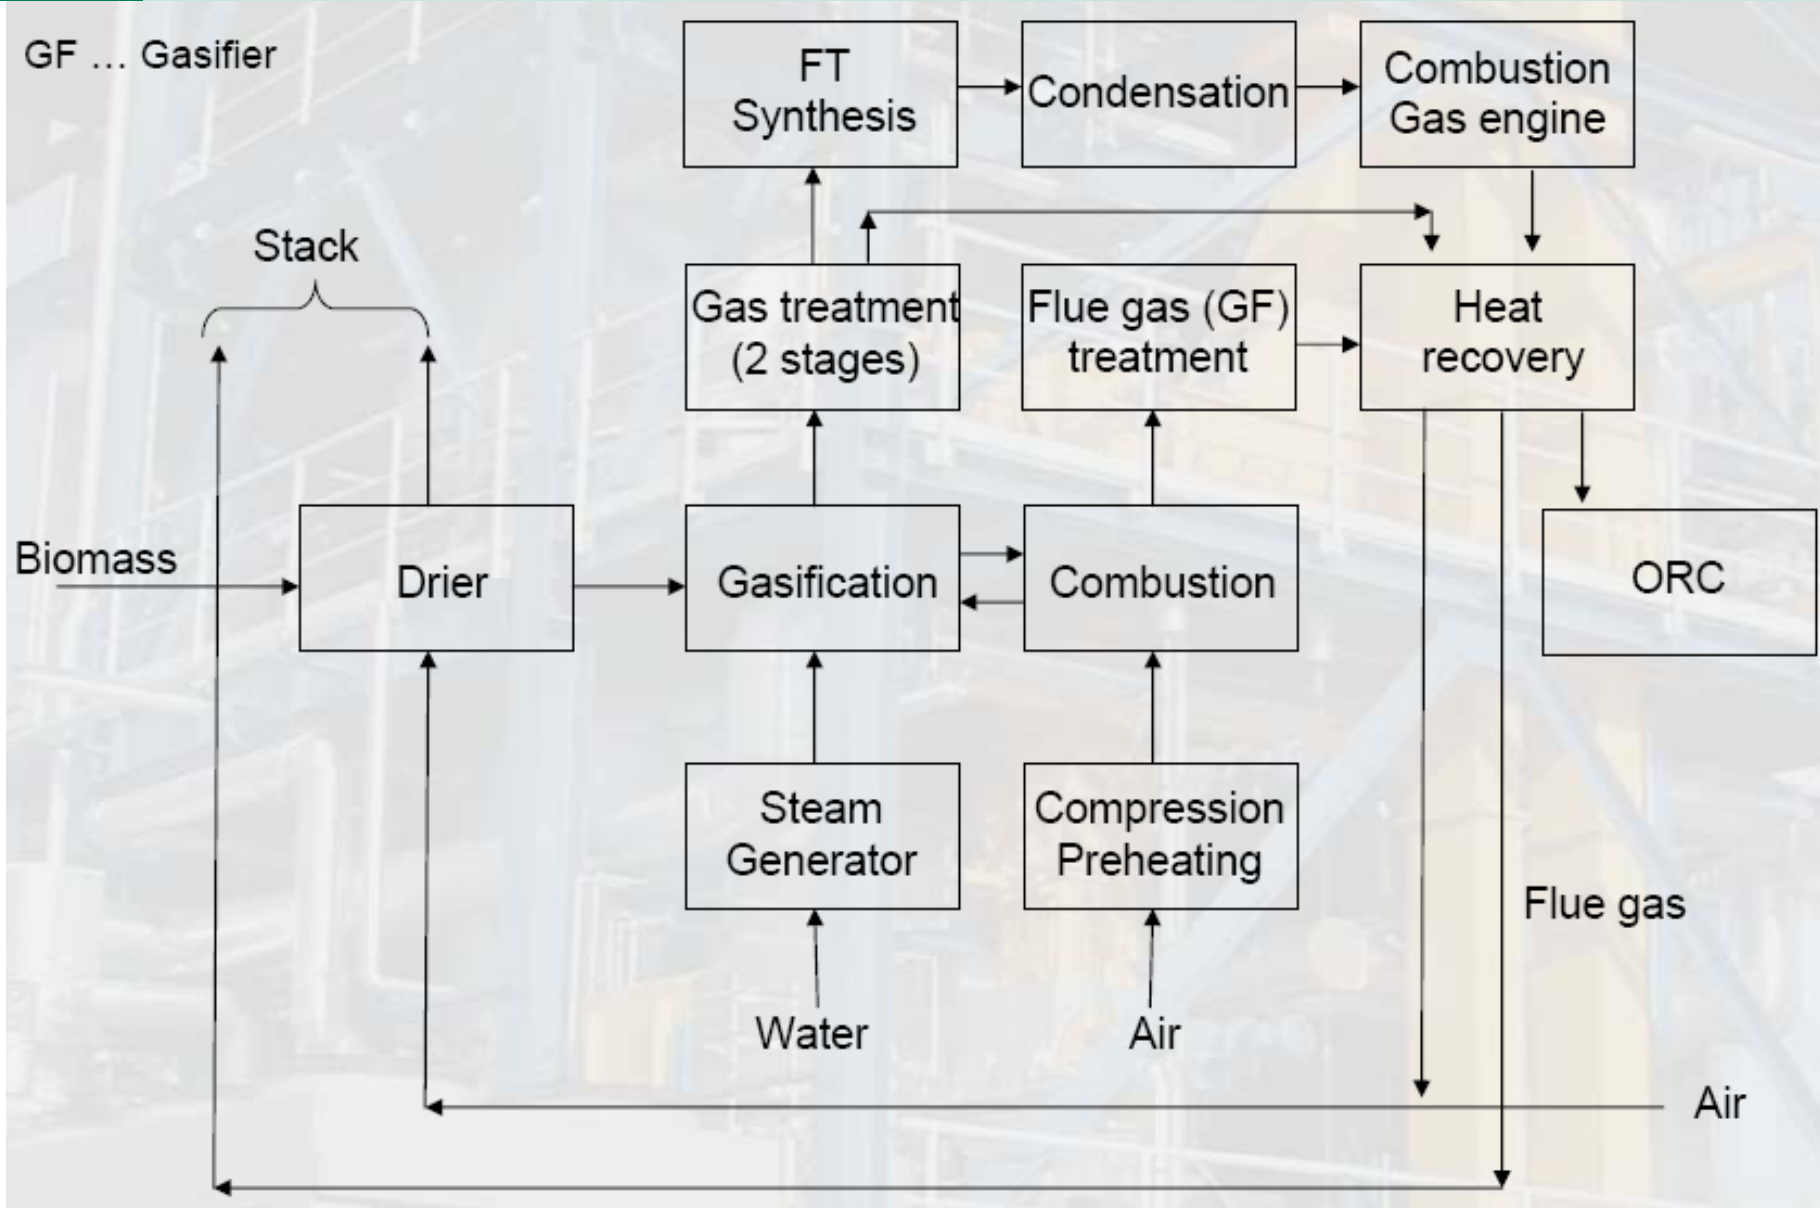 GF ... Gasifier
FT
Synthesis
Condensation
Combustion
Gas engine
Stack
Gas treatment
(2 stages)
Flue gas (GF)
treatment
Heat
recovery
Biomass
Drier
Gasification
Combustion
ORC
Steam
Generator
Compression
Preheating
Flue gas
Water
Air
Air